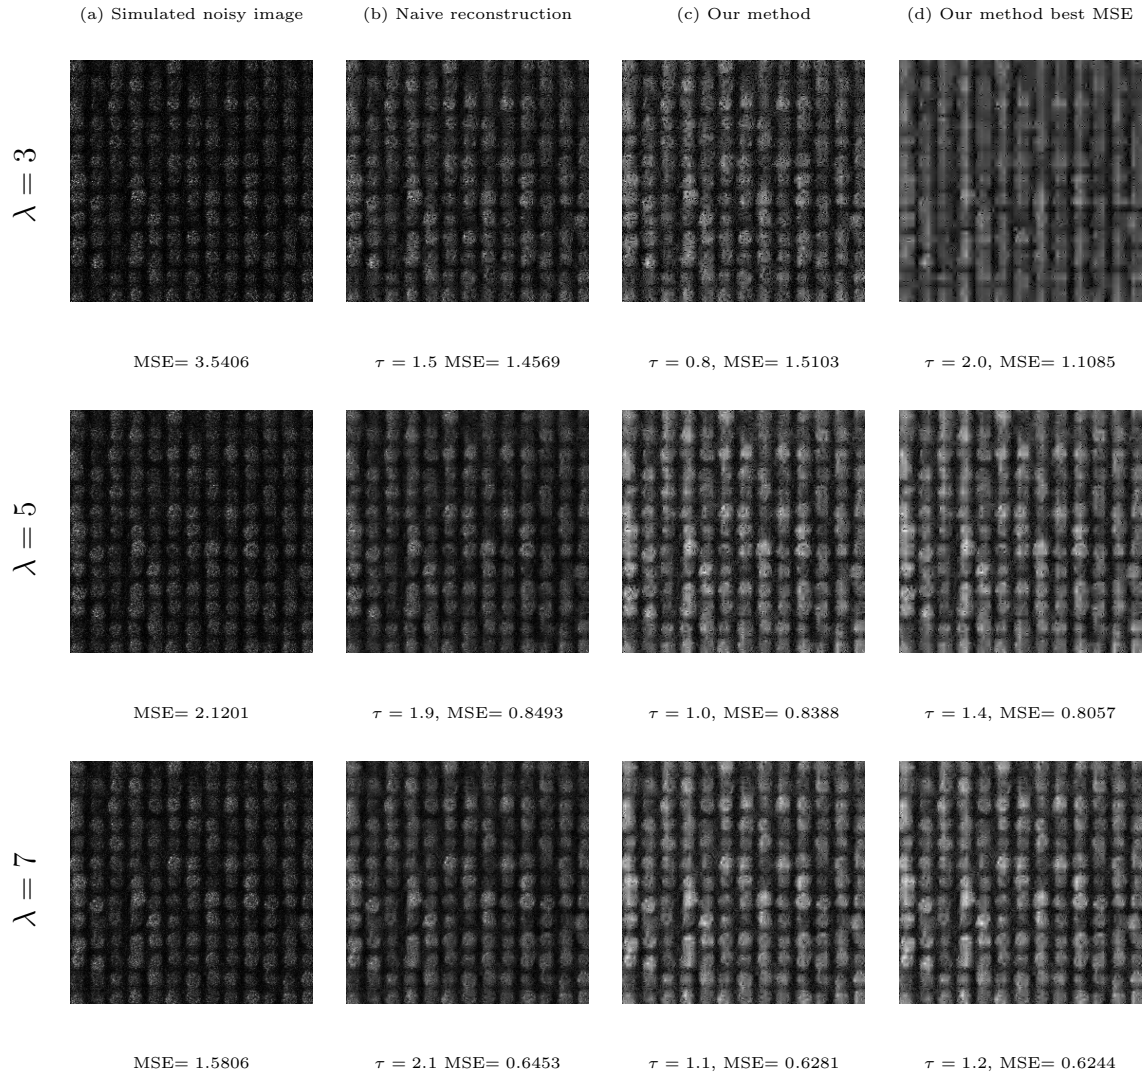 (a) Simulated noisy image (b) Naive reconstruction (c) Our method (d) Our method best MSE
λ = 3
MSE= 3.5406 τ = 1.5 MSE= 1.4569 τ = 0.8, MSE= 1.5103 τ = 2.0, MSE= 1.1085
λ = 5
MSE= 2.1201 τ = 1.9, MSE= 0.8493 τ = 1.0, MSE= 0.8388 τ = 1.4, MSE= 0.8057
λ = 7
MSE= 1.5806 τ = 2.1 MSE= 0.6453 τ = 1.1, MSE= 0.6281 τ = 1.2, MSE= 0.6244